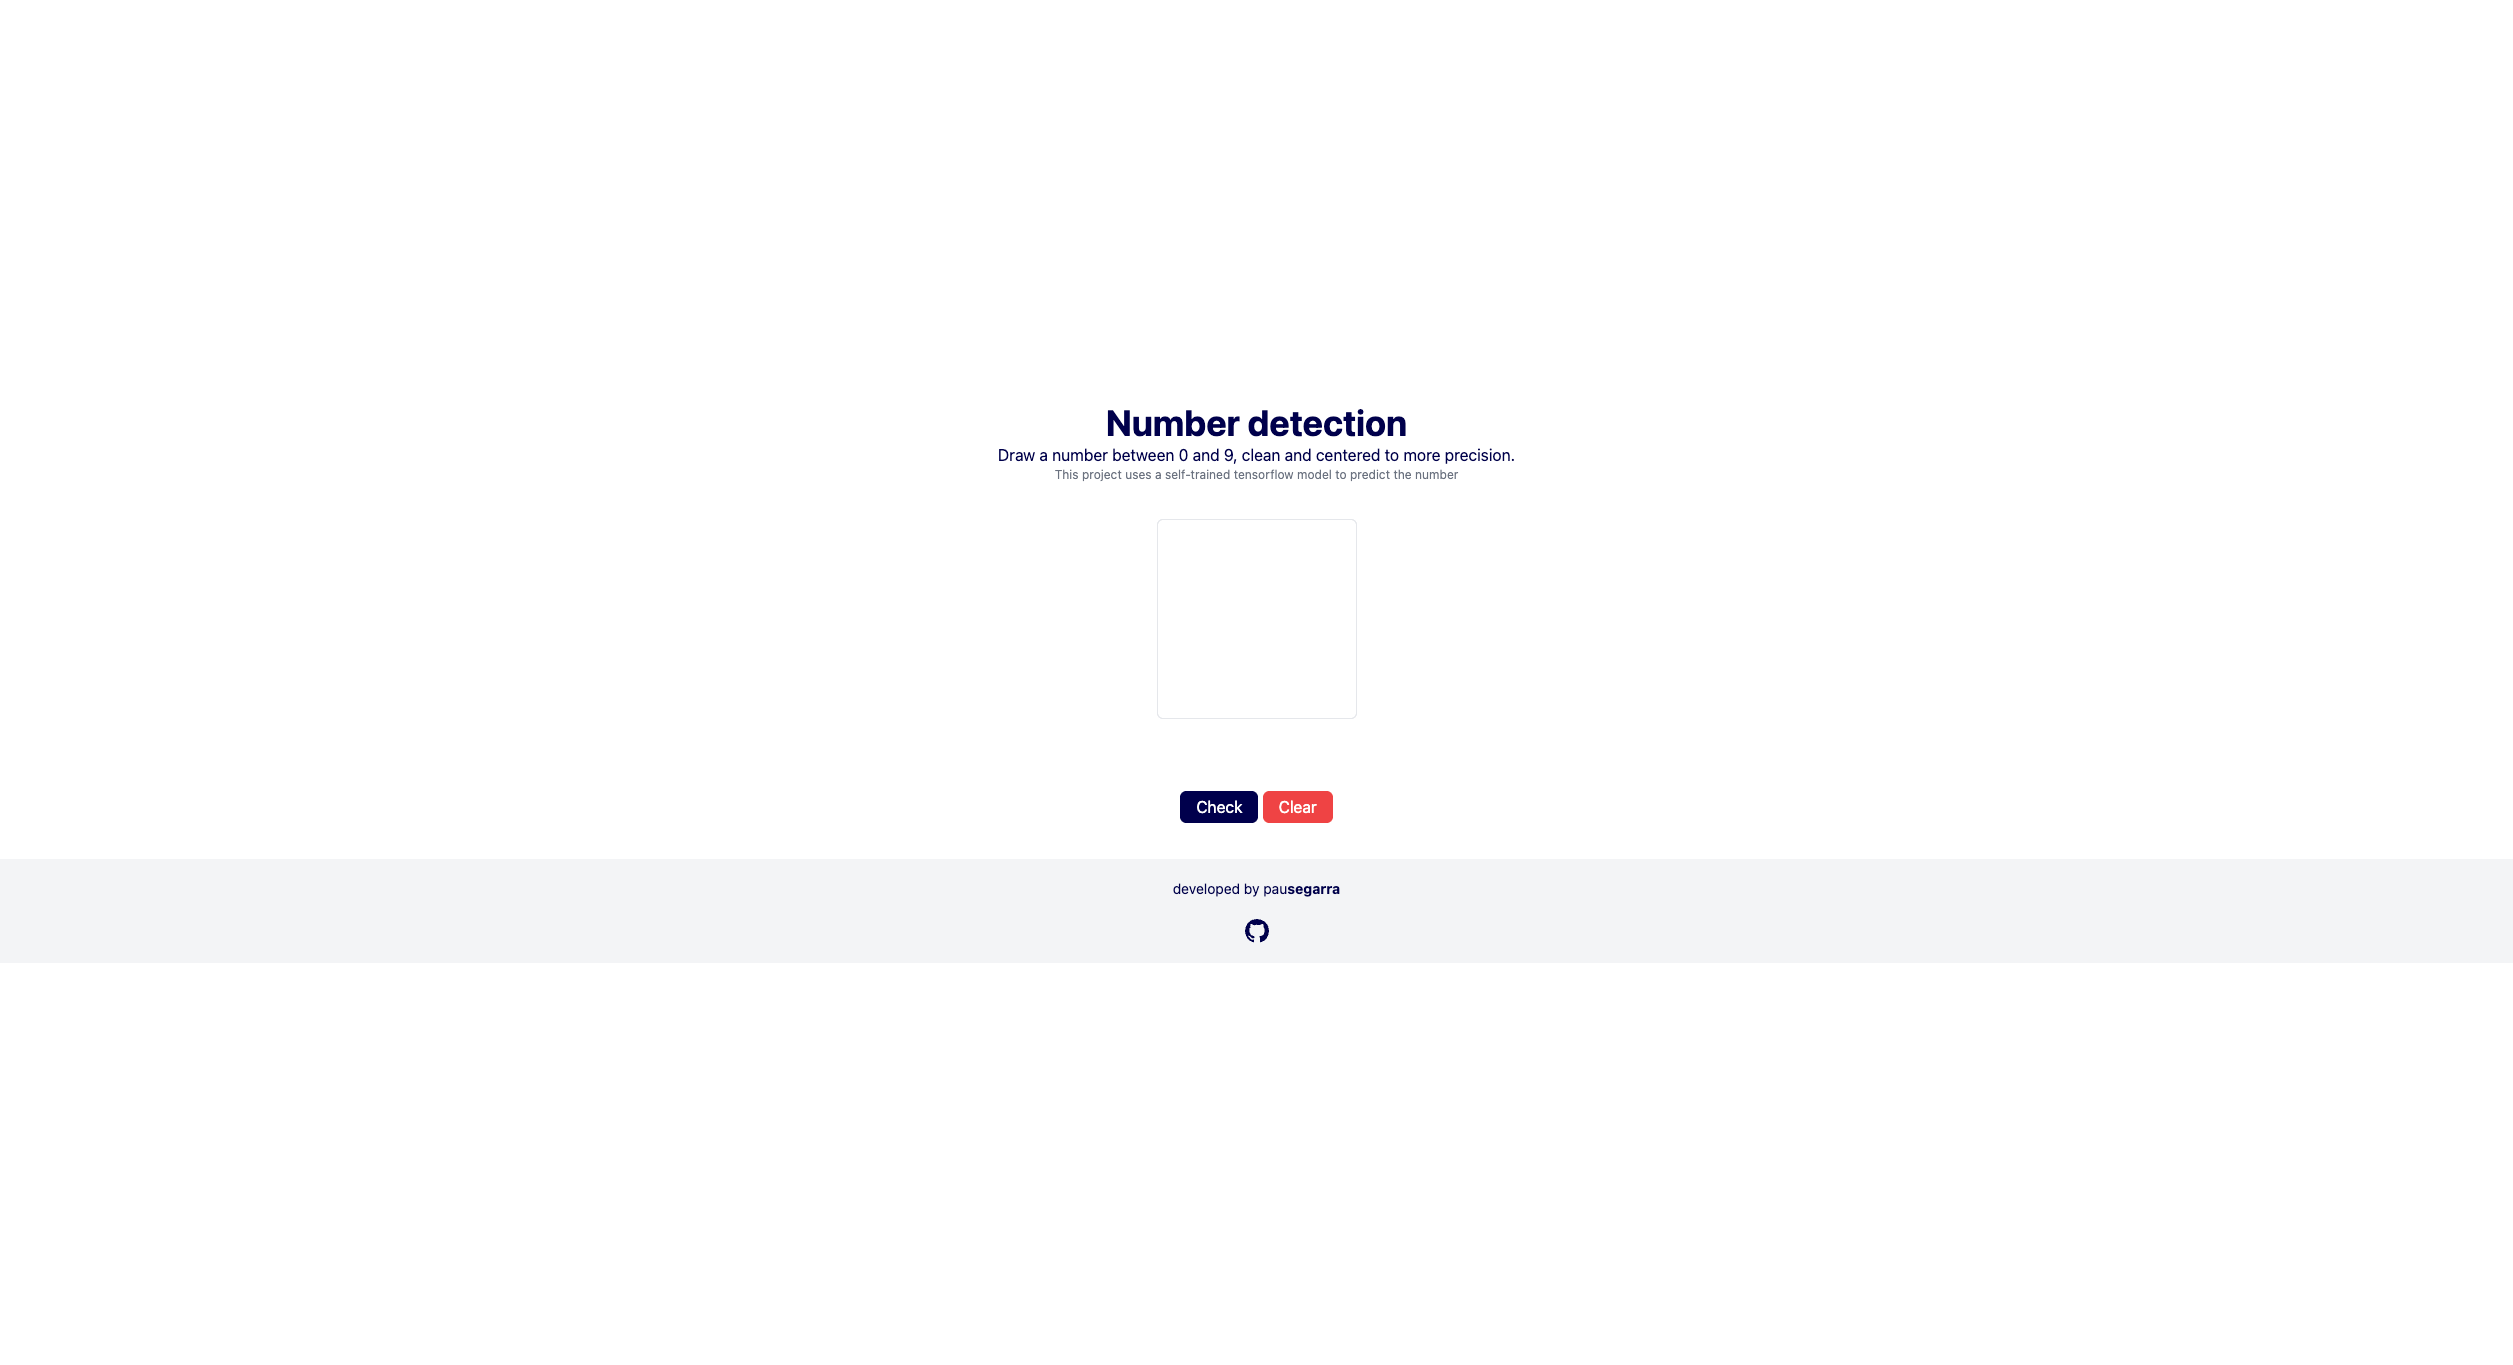 Number detection
Draw a number between 0 and 9, clean and centered to more precision.
This project uses a self-trained tensorflow model to predict the number
Check Clear
developed by pausegarra